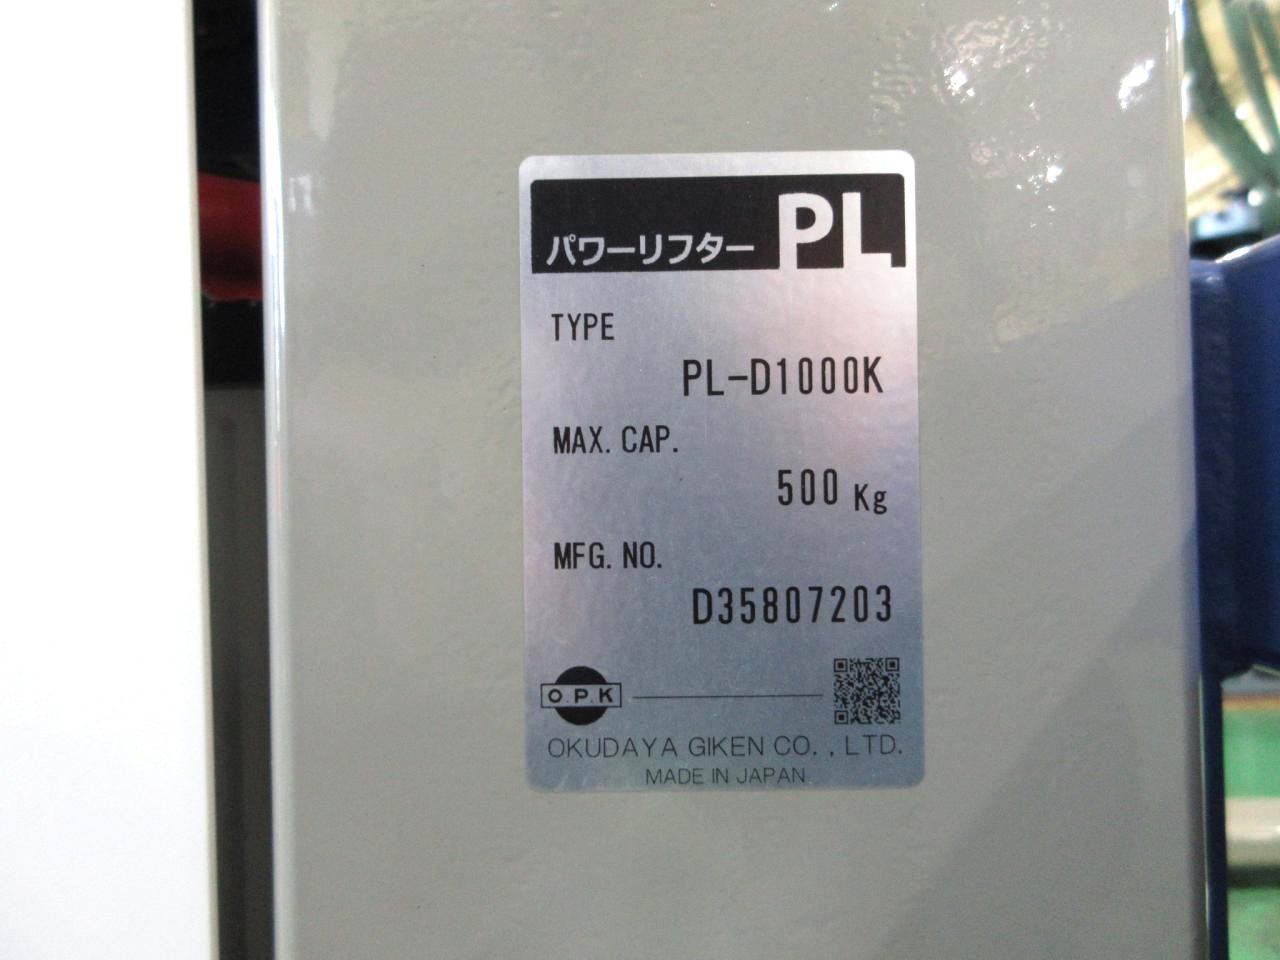 パワーリフター PL
TYPE
PL-D1000K
MAX. CAP.
500 Kg
MFG. NO.
D35807203
O.P.K
OKUDAYA GIKEN CO., LTD.
MADE IN JAPAN